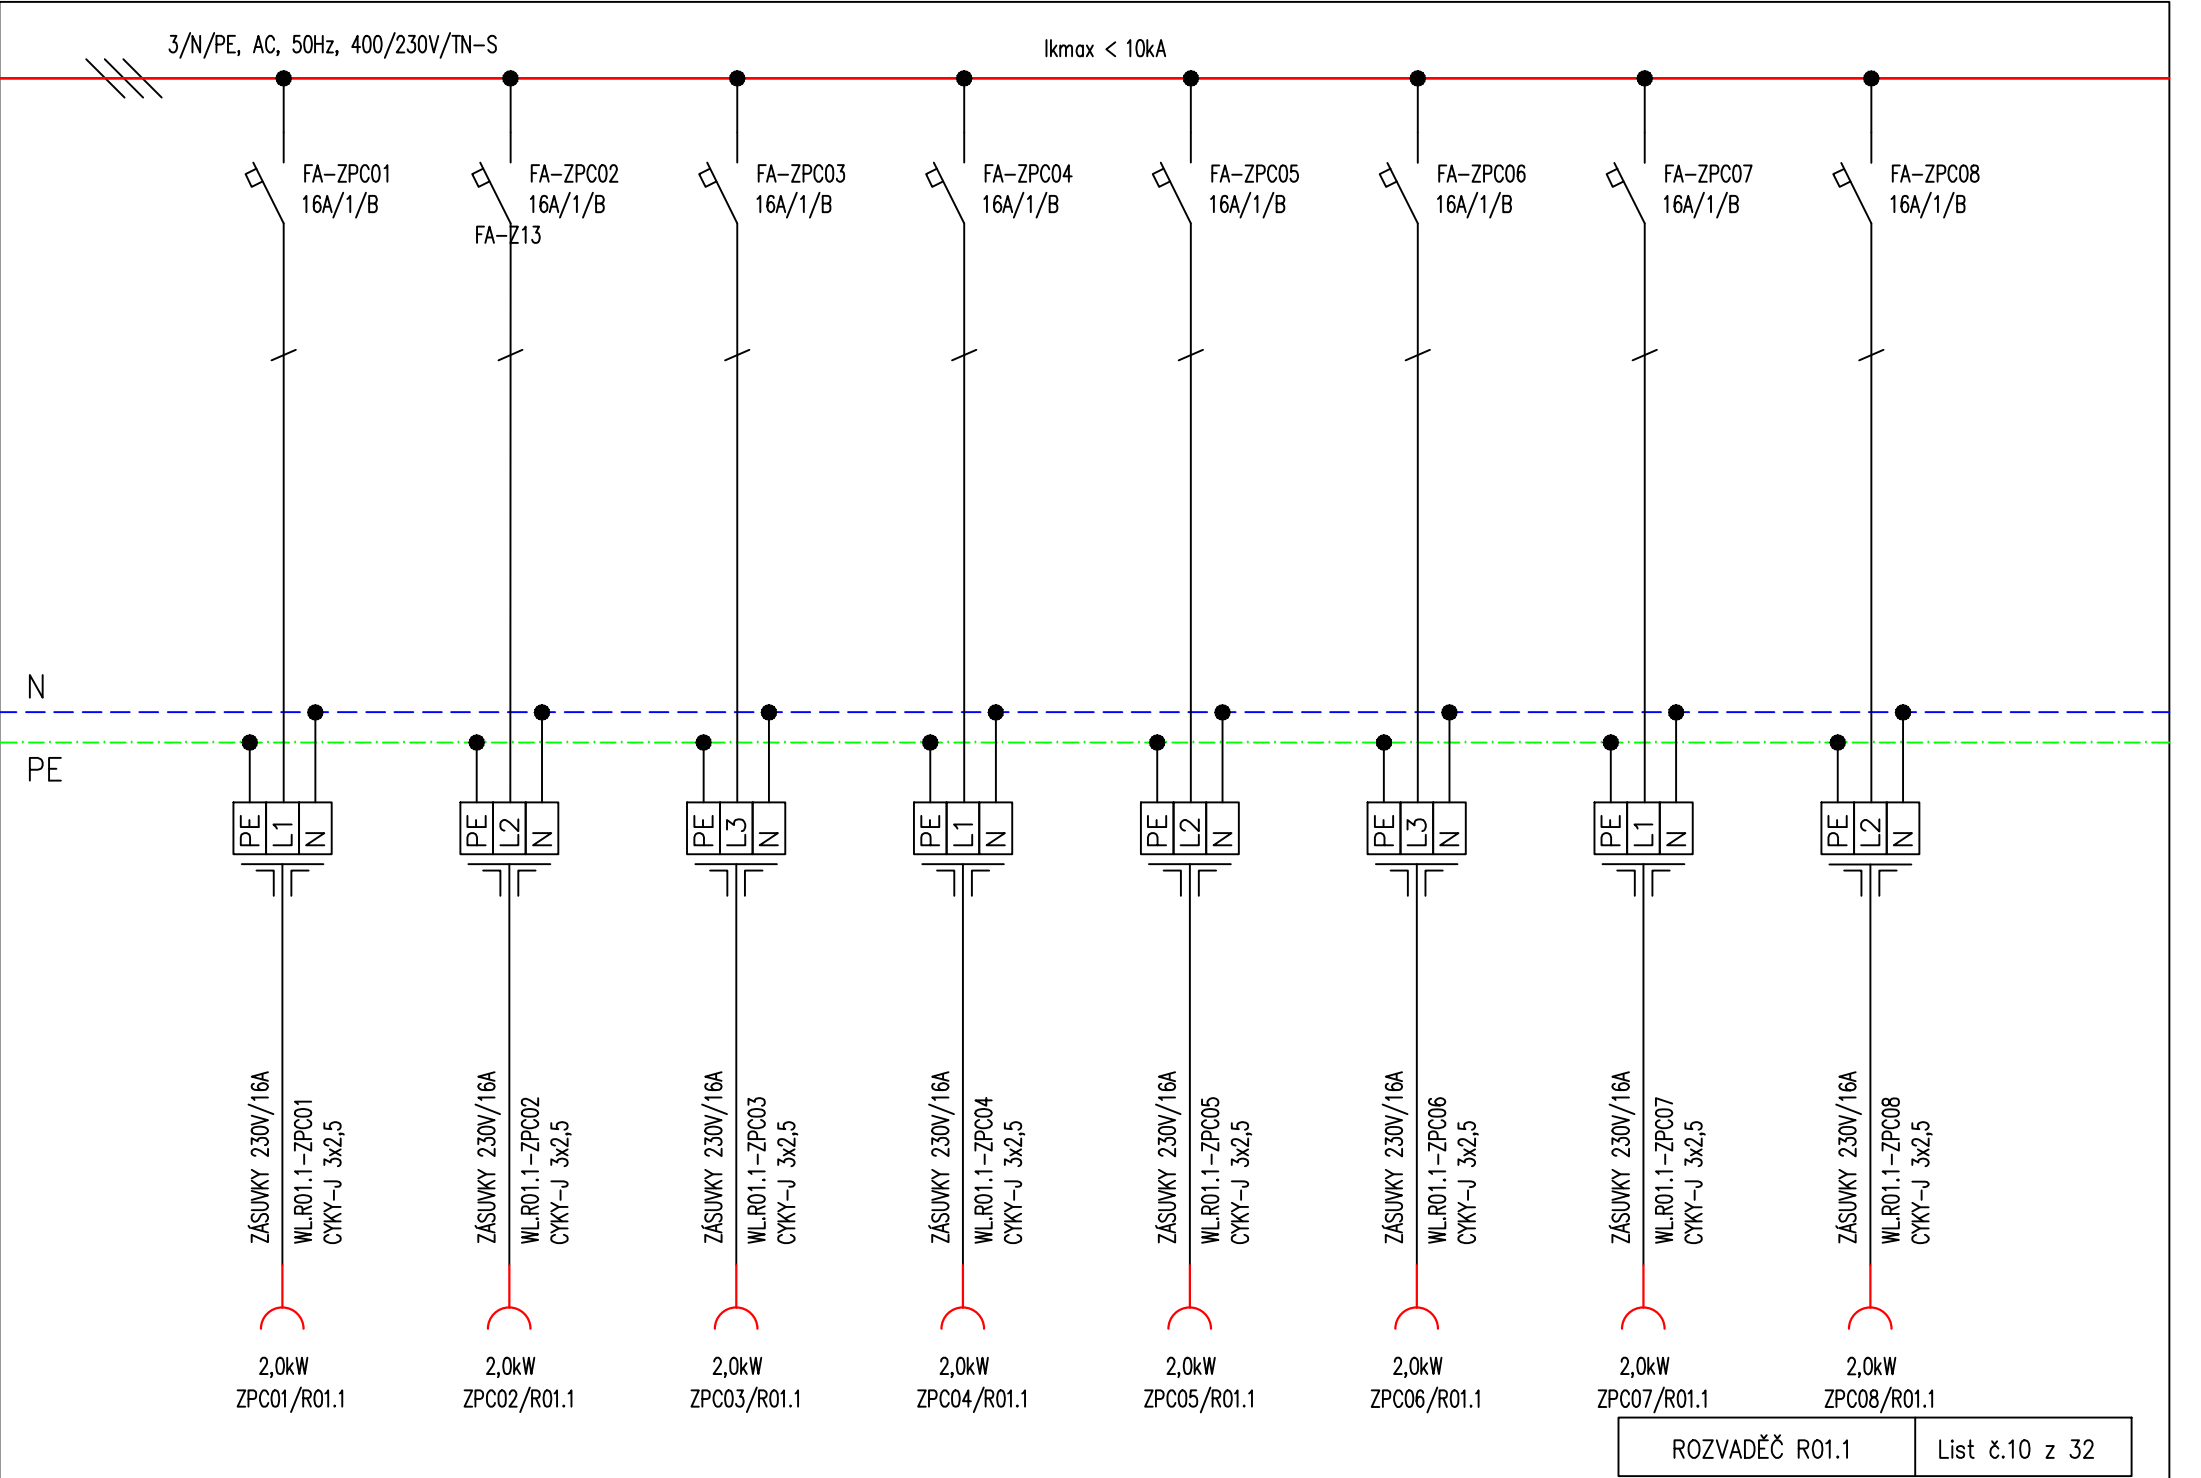 3/N/PE, AC, 50Hz, 400/230V/TN-S
Ikmax < 10kA
FA-ZPC01
16A/1/B
FA-ZPC02
16A/1/B
FA-Z13
FA-ZPC03
16A/1/B
FA-ZPC04
16A/1/B
FA-ZPC05
16A/1/B
FA-ZPC06
16A/1/B
FA-ZPC07
16A/1/B
FA-ZPC08
16A/1/B
N
PE
PE L1 N
PE L2 N
PE L3 N
PE L1 N
PE L2 N
PE L3 N
PE L1 N
PE L2 N
ZÁSUVKY 230V/16A
WL.R01.1-ZPC01
CYKY-J 3x2,5
ZÁSUVKY 230V/16A
WL.R01.1-ZPC02
CYKY-J 3x2,5
ZÁSUVKY 230V/16A
WL.R01.1-ZPC03
CYKY-J 3x2,5
ZÁSUVKY 230V/16A
WL.R01.1-ZPC04
CYKY-J 3x2,5
ZÁSUVKY 230V/16A
WL.R01.1-ZPC05
CYKY-J 3x2,5
ZÁSUVKY 230V/16A
WL.R01.1-ZPC06
CYKY-J 3x2,5
ZÁSUVKY 230V/16A
WL.R01.1-ZPC07
CYKY-J 3x2,5
ZÁSUVKY 230V/16A
WL.R01.1-ZPC08
CYKY-J 3x2,5
2,0kW
ZPC01/R01.1
2,0kW
ZPC02/R01.1
2,0kW
ZPC03/R01.1
2,0kW
ZPC04/R01.1
2,0kW
ZPC05/R01.1
2,0kW
ZPC06/R01.1
2,0kW
ZPC07/R01.1
2,0kW
ZPC08/R01.1
ROZVADĚČ R01.1
List č.10 z 32